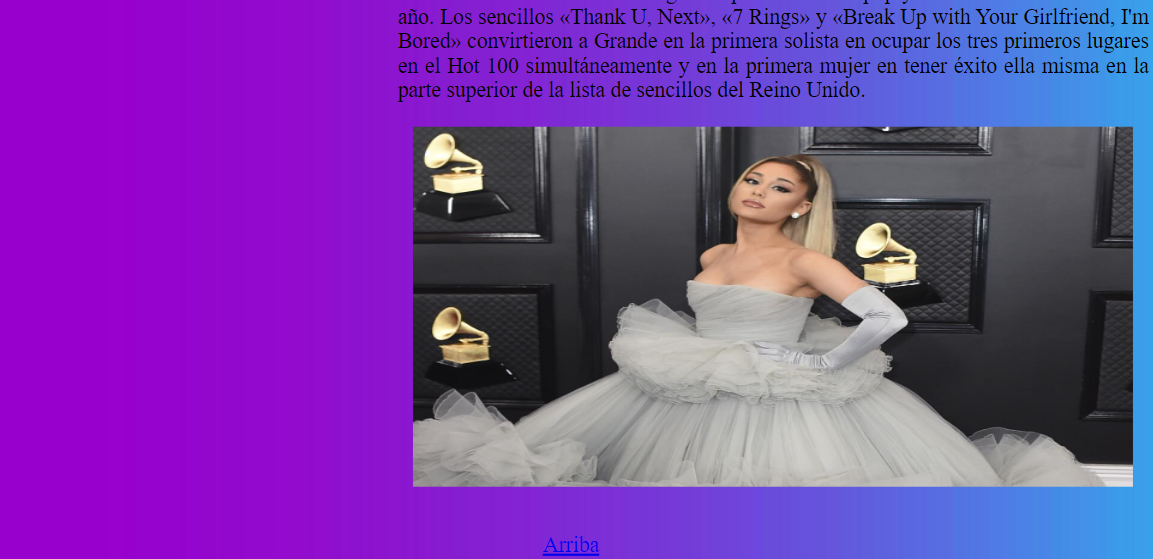 año. Los sencillos «Thank U, Next», «7 Rings» y «Break Up with Your Girlfriend, I'm
Bored» convirtieron a Grande en la primera solista en ocupar los tres primeros lugares
en el Hot 100 simultáneamente y en la primera mujer en tener éxito ella misma en la
parte superior de la lista de sencillos del Reino Unido.
Arriba